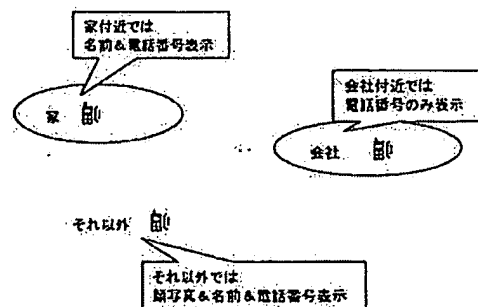 家付近では
名前&電話番号表示
家
会社付近では
電話番号のみ表示
会社
それ以外
それ以外では
顔写真&名前&電話番号表示